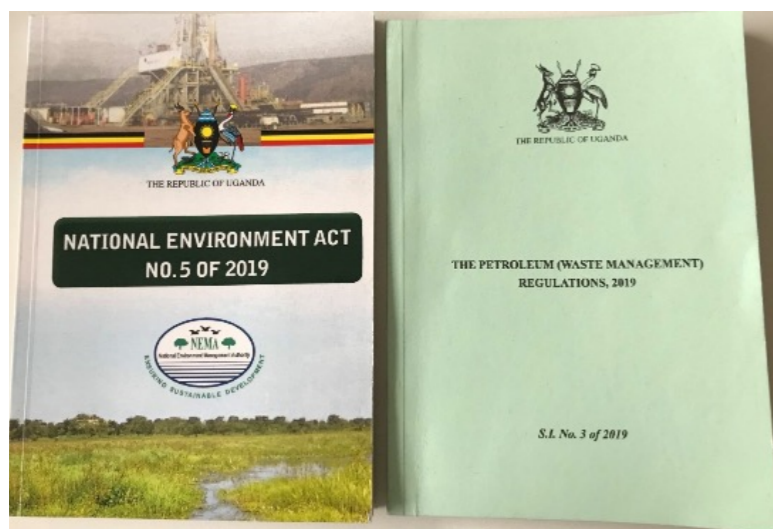 THE REPUBLIC OF UGANDA
NATIONAL ENVIRONMENT ACT
NO.5 OF 2019
NEMA
National Environment Management Authority
ENSURING SUSTAINABLE DEVELOPMENT
THE REPUBLIC OF UGANDA
THE PETROLEUM (WASTE MANAGEMENT)
REGULATIONS, 2019
S.I. No. 3 of 2019